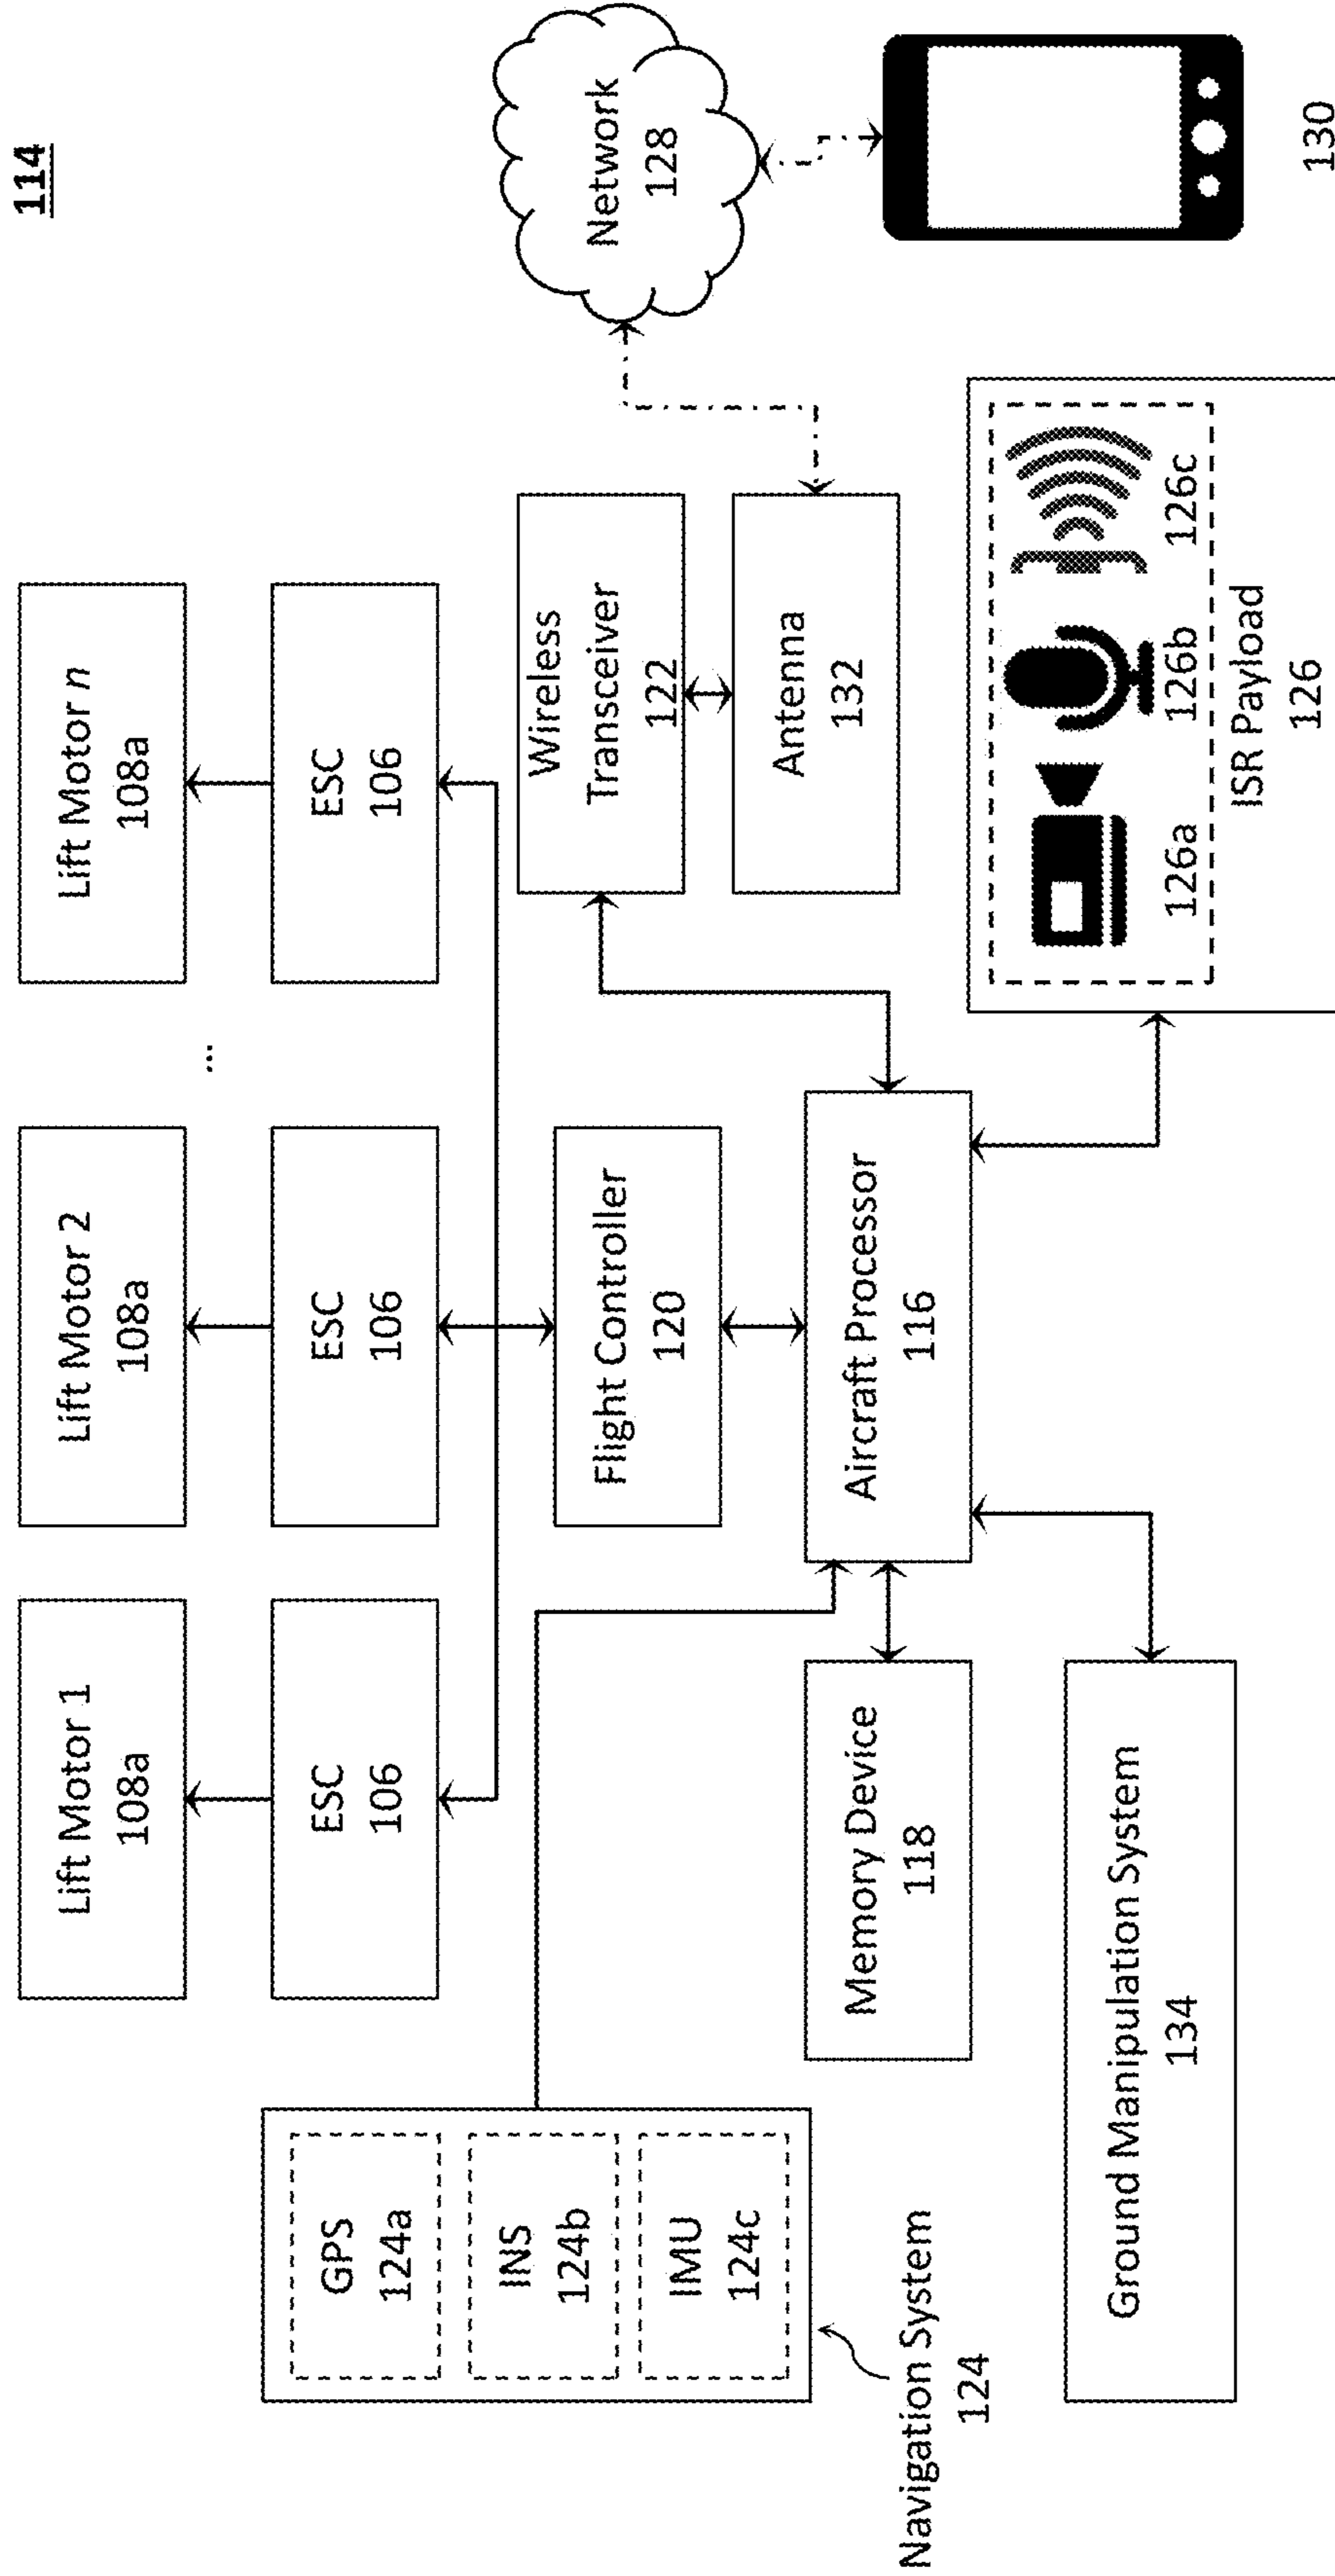 114
Lift Motor 1
108a
Lift Motor 2
108a
...
Lift Motor n
108a
ESC
106
ESC
106
ESC
106
GPS
124a
INS
124b
IMU
124c
Navigation System
124
Flight Controller
120
Wireless
Transceiver
122
Network
128
Memory Device
118
Aircraft Processor
116
Antenna
132
Ground Manipulation System
134
126a
126b
126c
ISR Payload
126
130